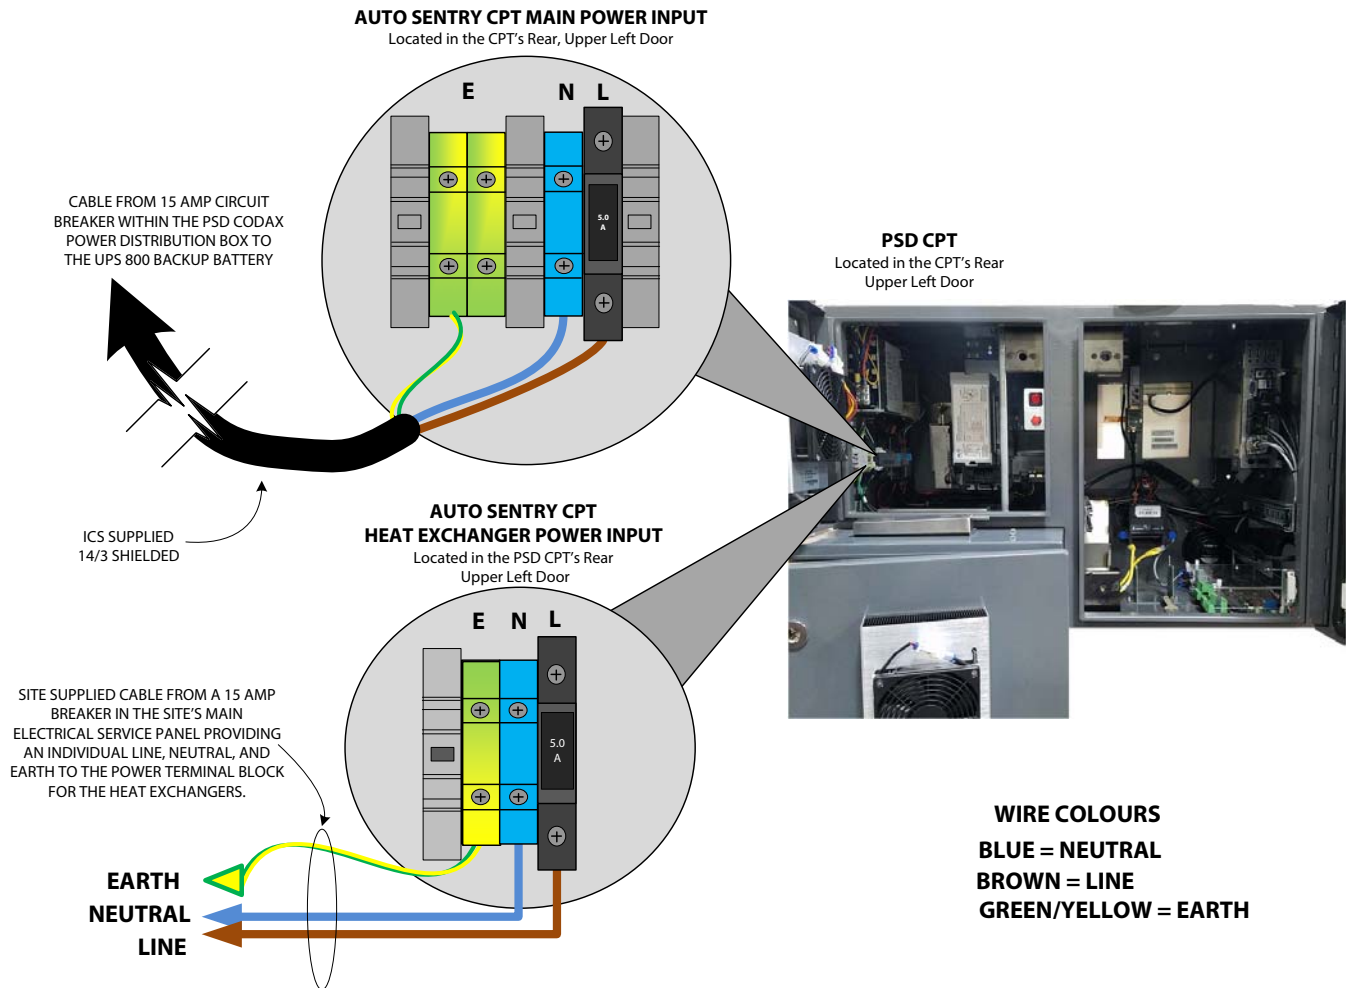 AUTO SENTRY CPT MAIN POWER INPUT
Located in the CPT's Rear, Upper Left Door
E
N
L
5.0
A
CABLE FROM 15 AMP CIRCUIT
BREAKER WITHIN THE PSD CODAX
POWER DISTRIBUTION BOX TO
THE UPS 800 BACKUP BATTERY
PSD CPT
Located in the CPT's Rear
Upper Left Door
ICS SUPPLIED
14/3 SHIELDED
AUTO SENTRY CPT
HEAT EXCHANGER POWER INPUT
Located in the PSD CPT's Rear
Upper Left Door
E
N
L
5.0
A
SITE SUPPLIED CABLE FROM A 15 AMP
BREAKER IN THE SITE'S MAIN
ELECTRICAL SERVICE PANEL PROVIDING
AN INDIVIDUAL LINE, NEUTRAL, AND
EARTH TO THE POWER TERMINAL BLOCK
FOR THE HEAT EXCHANGERS.
EARTH
NEUTRAL
LINE
WIRE COLOURS
BLUE = NEUTRAL
BROWN = LINE
GREEN/YELLOW = EARTH